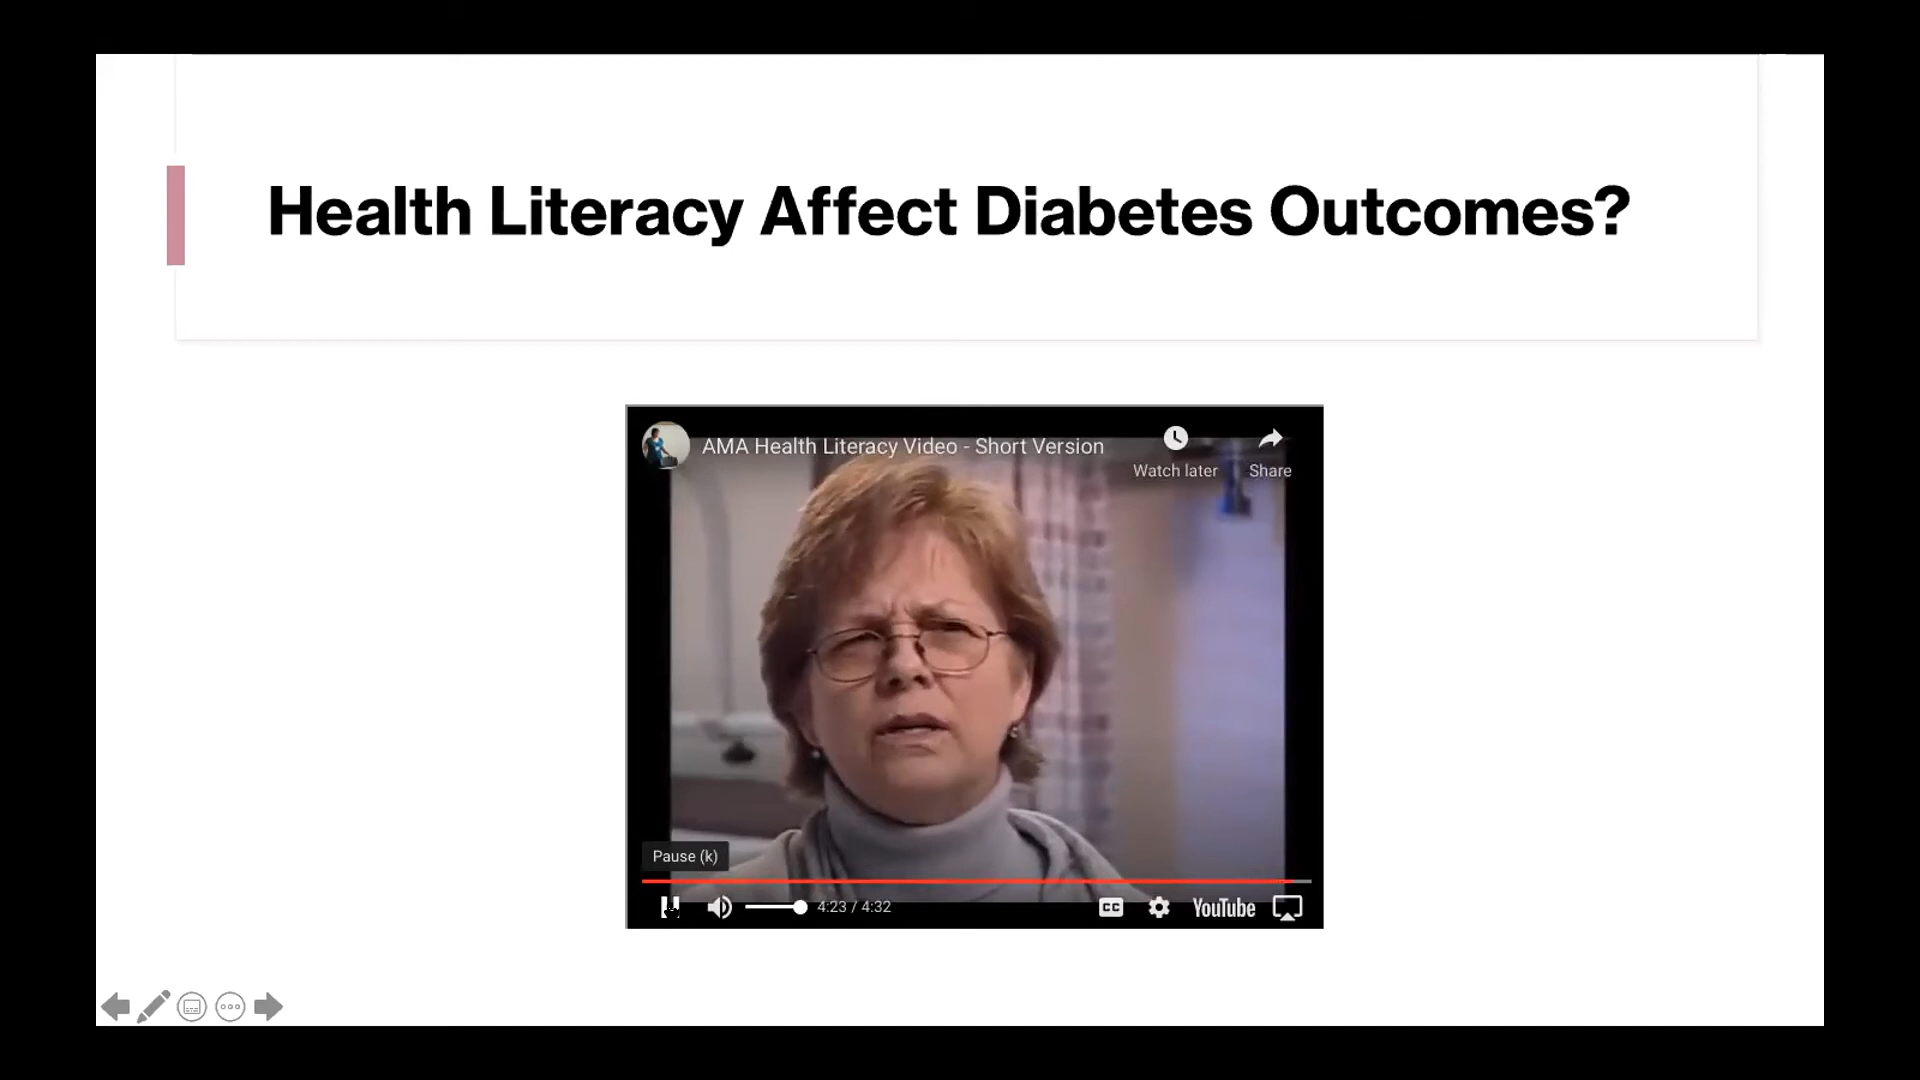 Health Literacy Affect Diabetes Outcomes?
AMA Health Literacy Video - Short Version
Watch later
Share
Pause (k)
4:23 / 4:32
CC
YouTube